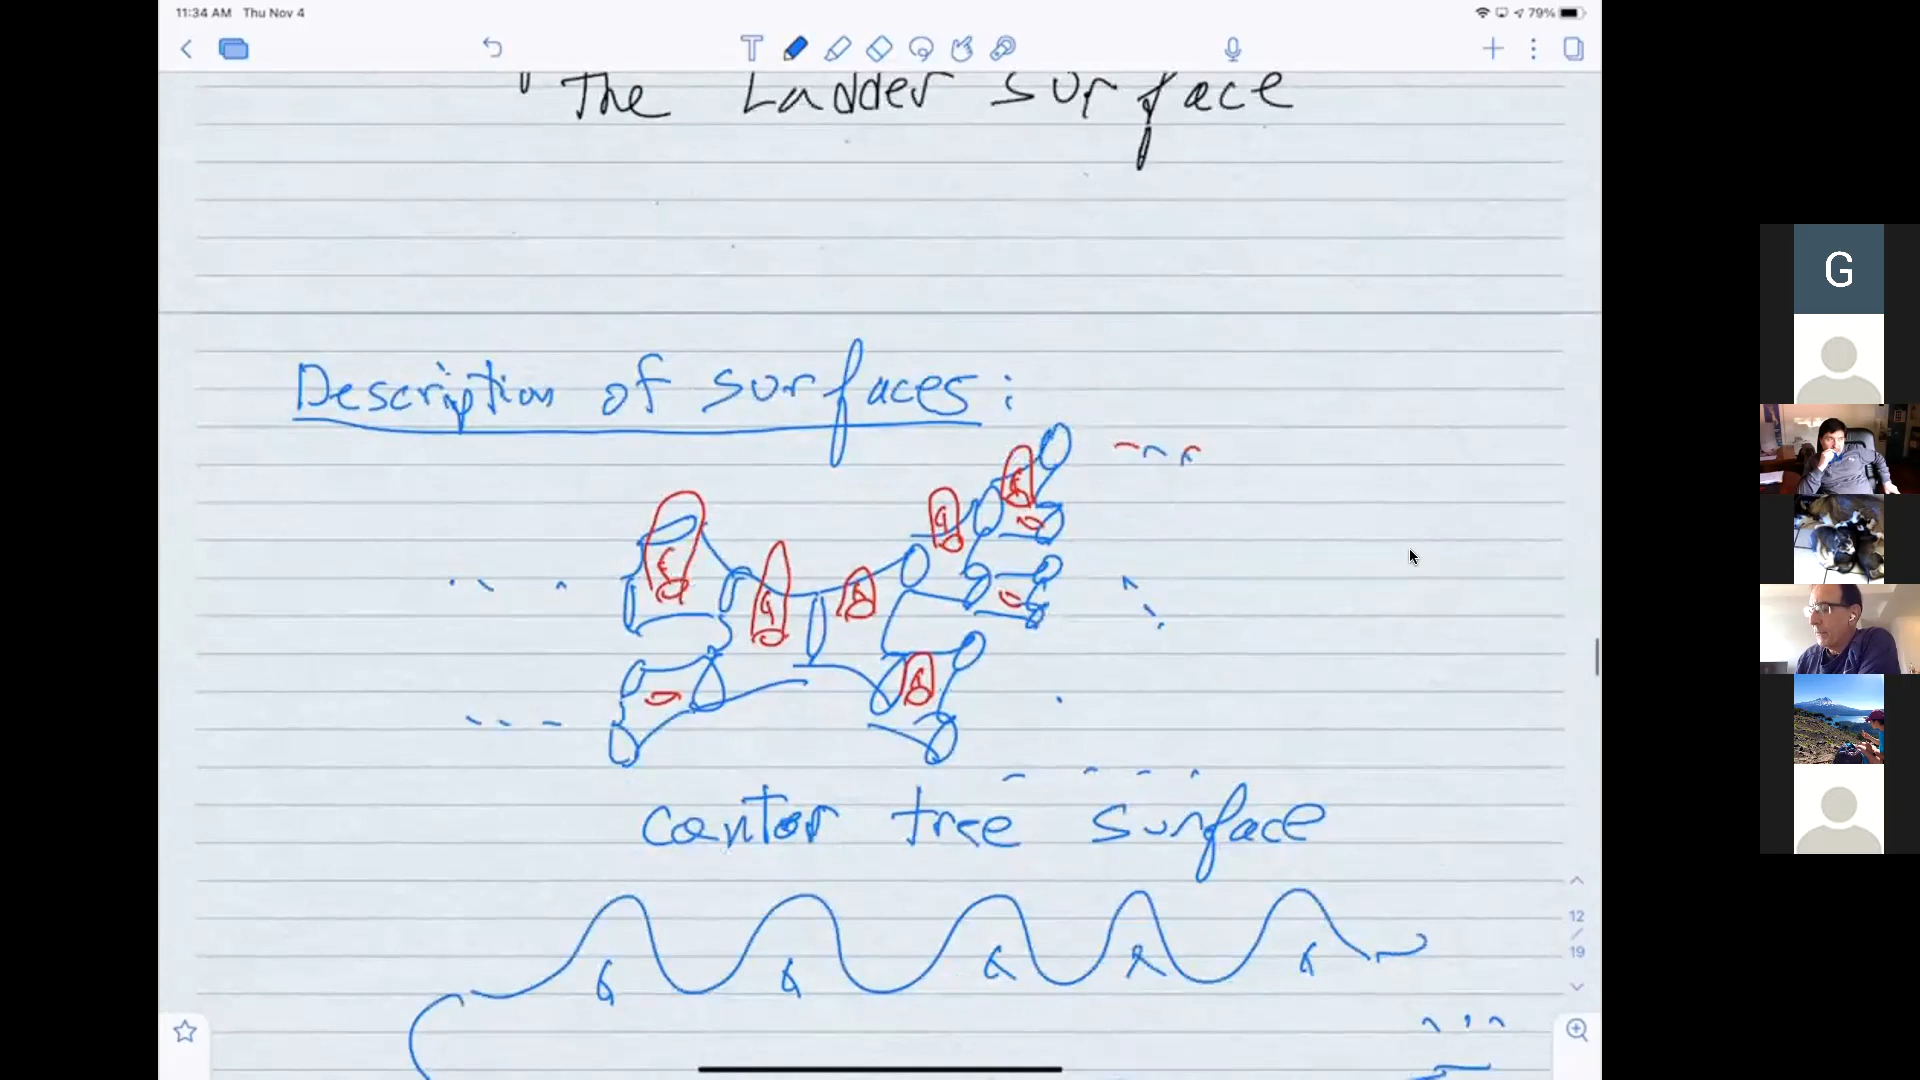 11:34 AM Thu Nov 4
79%
T
" The Ladder surface
G
Description of surfaces:
cantor tree surface
12
19